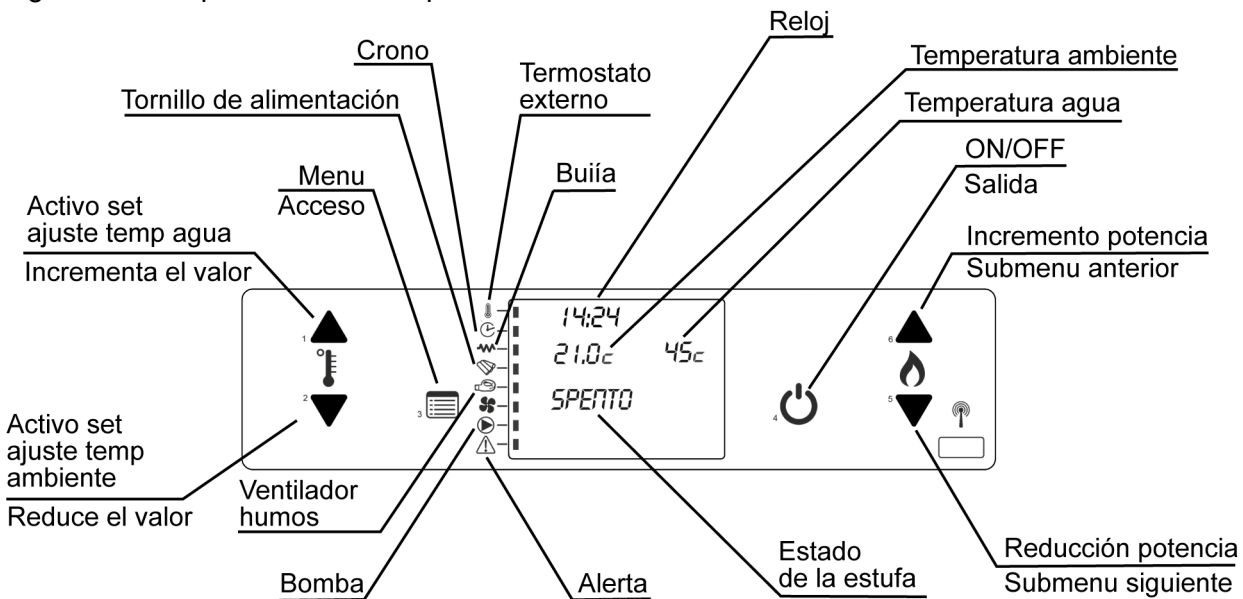 Reloj
Crono
Termostato
externo
Temperatura ambiente
Tornillo de alimentación
Temperatura agua
ON/OFF
Salida
Menu
Acceso
Buiía
Activo set
ajuste temp agua
Incrementa el valor
Incremento potencia
Submenu anterior
14:24
1
6
21.0c
45c
2
3
SPENTO
4
5
Activo set
ajuste temp
ambiente
Reduce el valor
Ventilador
humos
Bomba
Alerta
Estado
de la estufa
Reducción potencia
Submenu siguiente